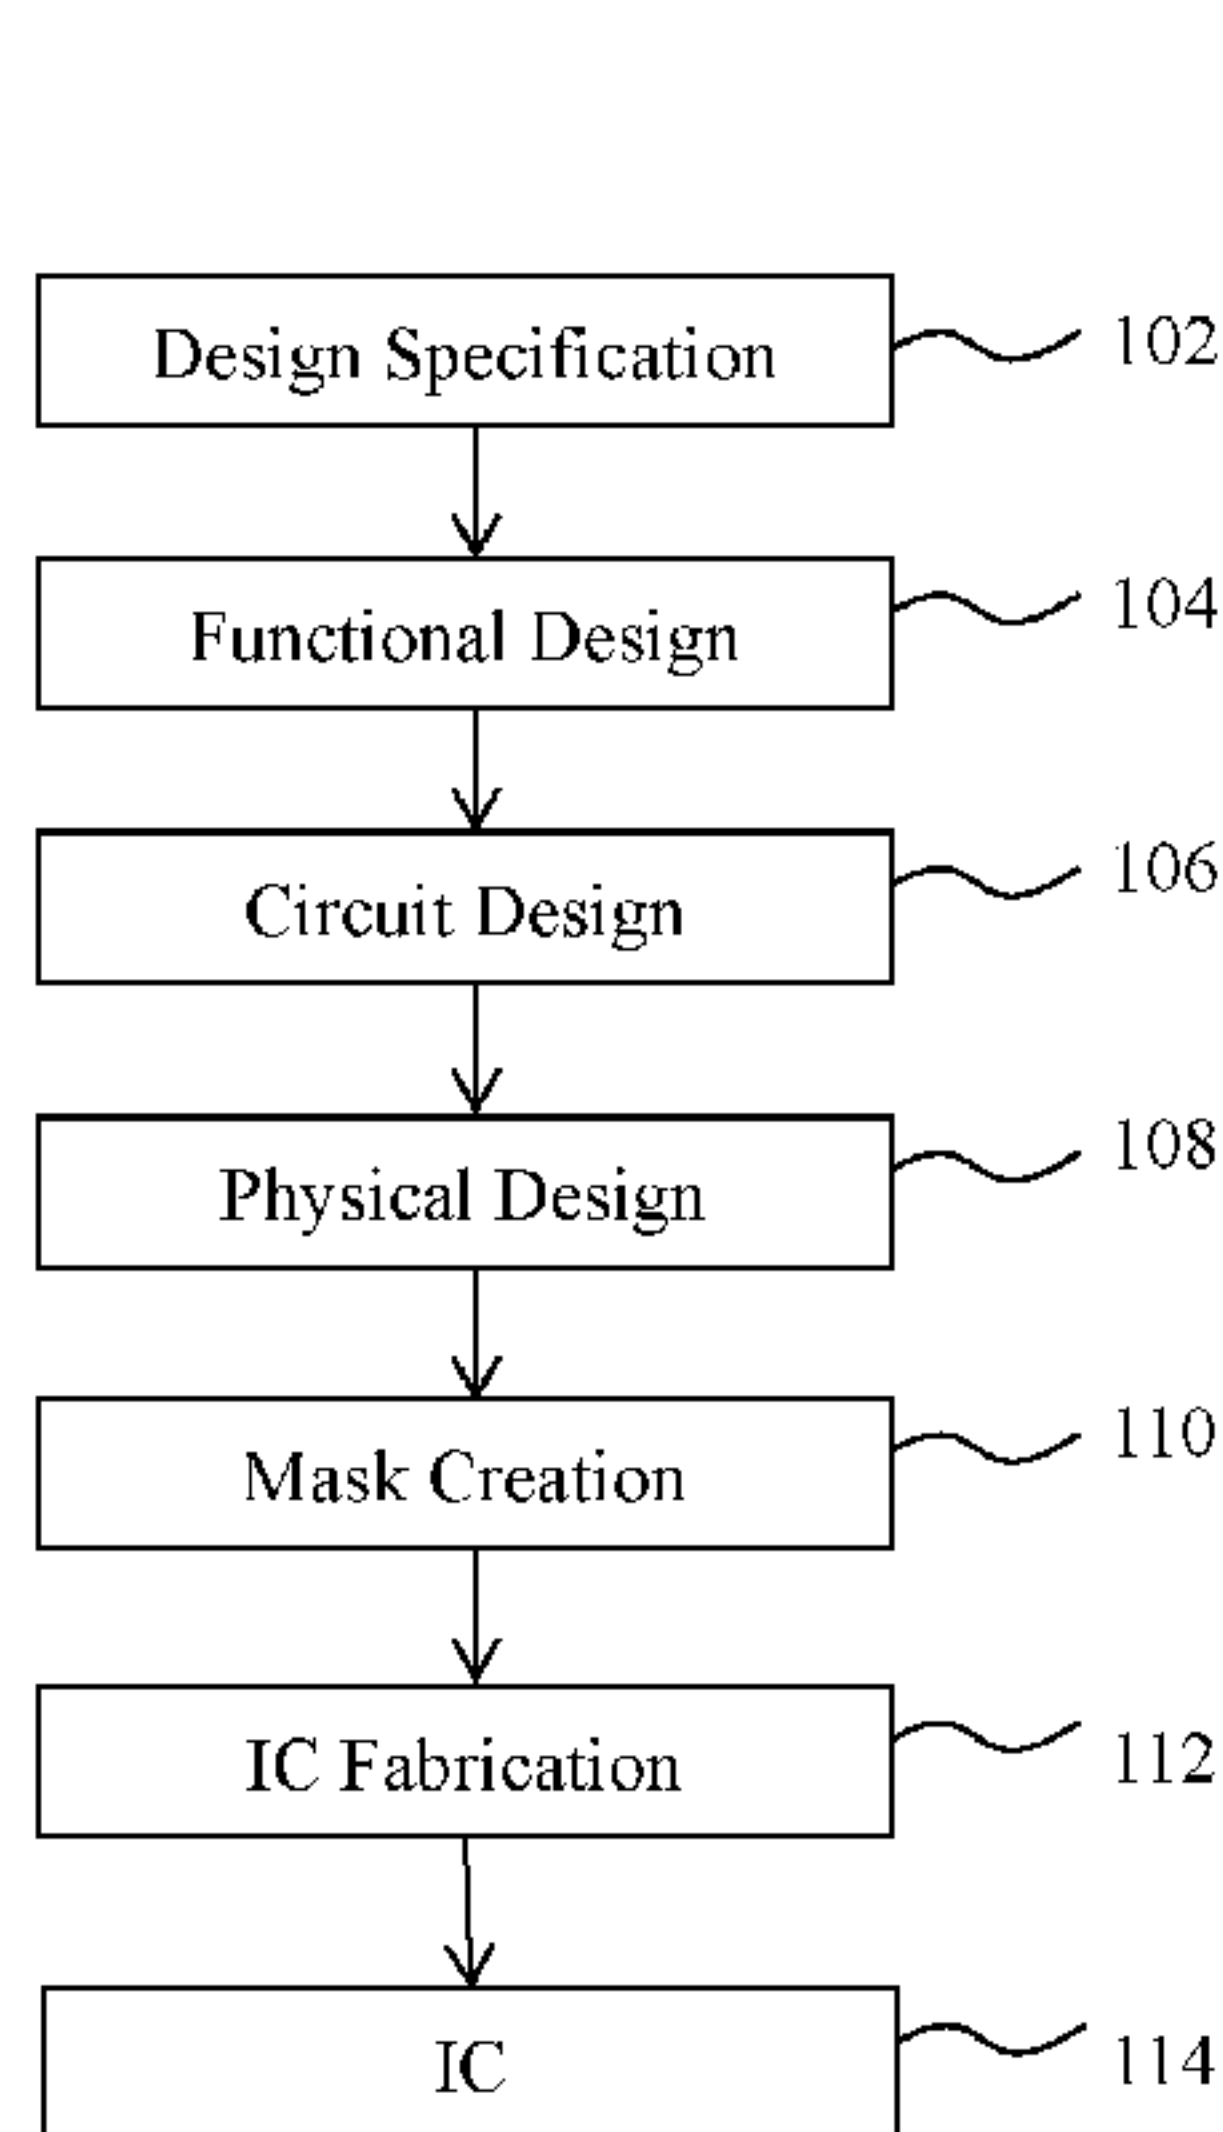 Design Specification 102
Functional Design 104
Circuit Design 106
Physical Design 108
Mask Creation 110
IC Fabrication 112
IC 114